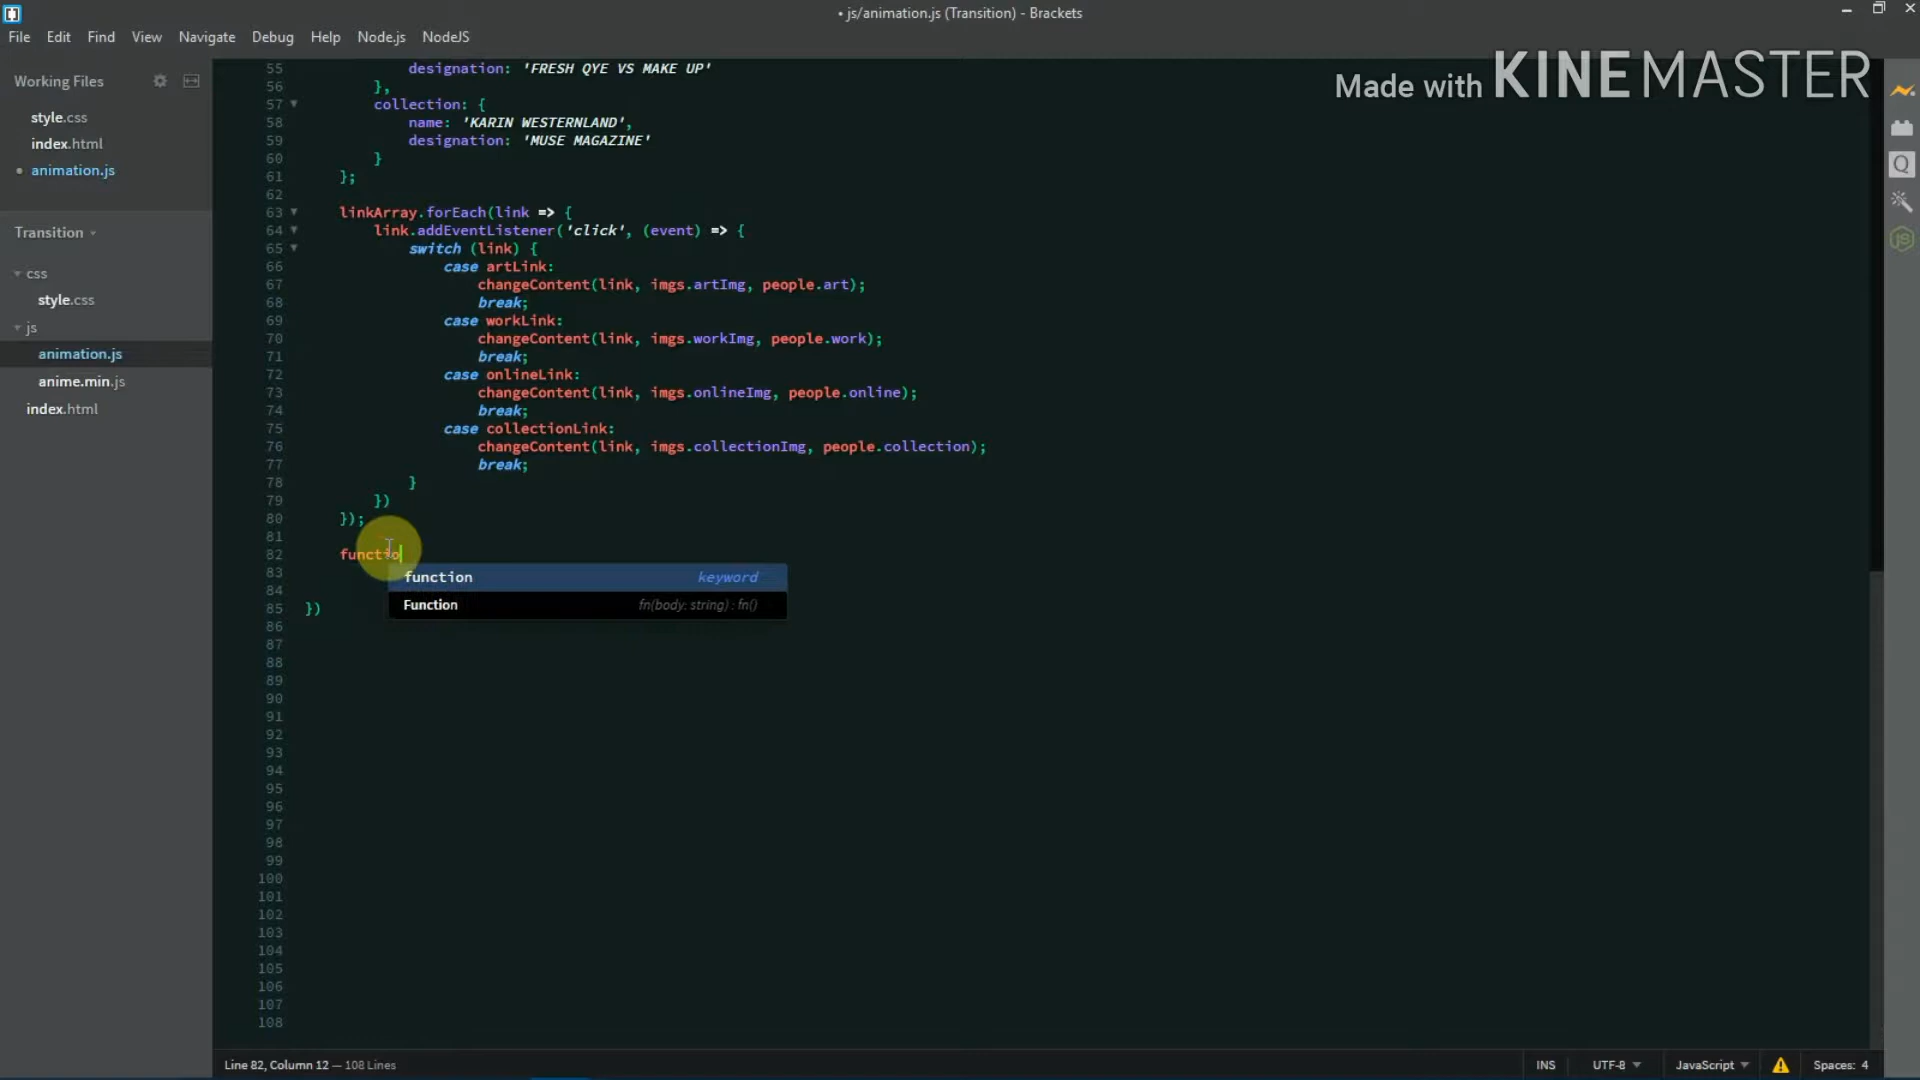 js/animation.js (Transition) - Brackets
File Edit Find View Navigate Debug Help Node.js NodeJS
Made with KINEMASTER
Working Files
style.css
index.html
animation.js
Transition
css
style.css
js
animation.js
anime.min.js
index.html
55 designation: 'FRESH QYE VS MAKE UP'
56 },
57 collection: {
58 name: 'KARIN WESTERNLAND',
59 designation: 'MUSE MAGAZINE'
60 }
61 };
62
63 linkArray.forEach(link => {
64 link.addEventListener('click', (event) => {
65 switch (link) {
66 case artLink:
67 changeContent(link, imgs.artImg, people.art);
68 break;
69 case workLink:
70 changeContent(link, imgs.workImg, people.work);
71 break;
72 case onlineLink:
73 changeContent(link, imgs.onlineImg, people.online);
74 break;
75 case collectionLink:
76 changeContent(link, imgs.collectionImg, people.collection);
77 break;
78 }
79 })
80 });
81
82 functio
function keyword
Function fn(body: string) : fn()
83
84
85 })
86
87
88
89
90
91
92
93
94
95
96
97
98
99
100
101
102
103
104
105
106
107
108
Line 82, Column 12 — 108 Lines
INS UTF-8 JavaScript Spaces: 4